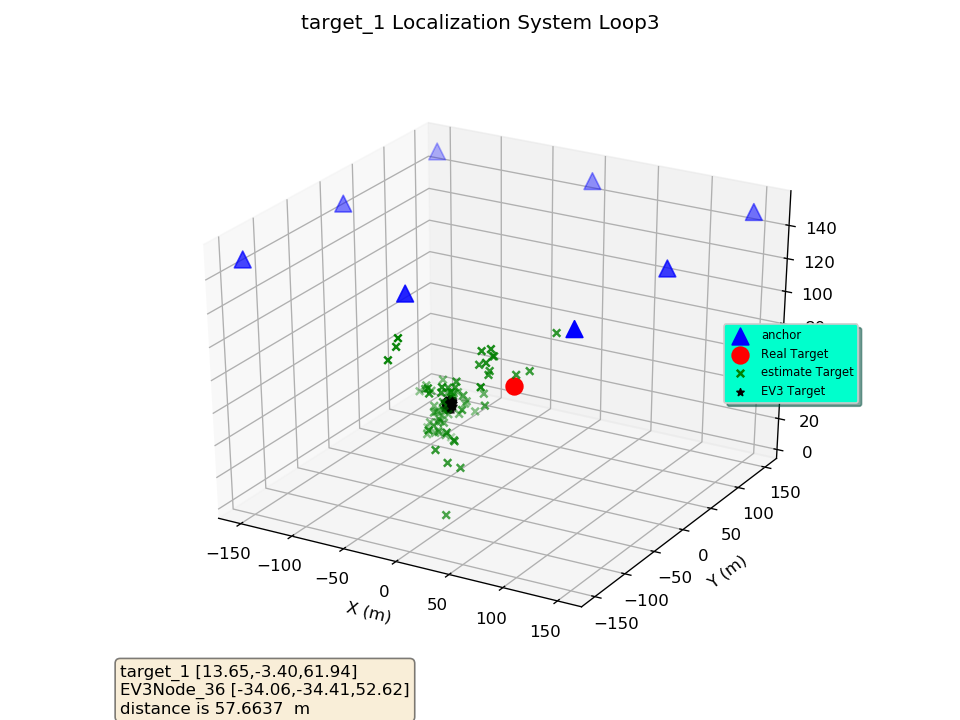 target_1 Localization System Loop3
140
120
100
20
0
150
100
50
0
−50
−100
−150
Y (m)
−150
−100
−50
0
50
100
150
X (m)
anchor
Real Target
estimate Target
EV3 Target
target_1 [13.65,-3.40,61.94]
EV3Node_36 [-34.06,-34.41,52.62]
distance is 57.6637  m